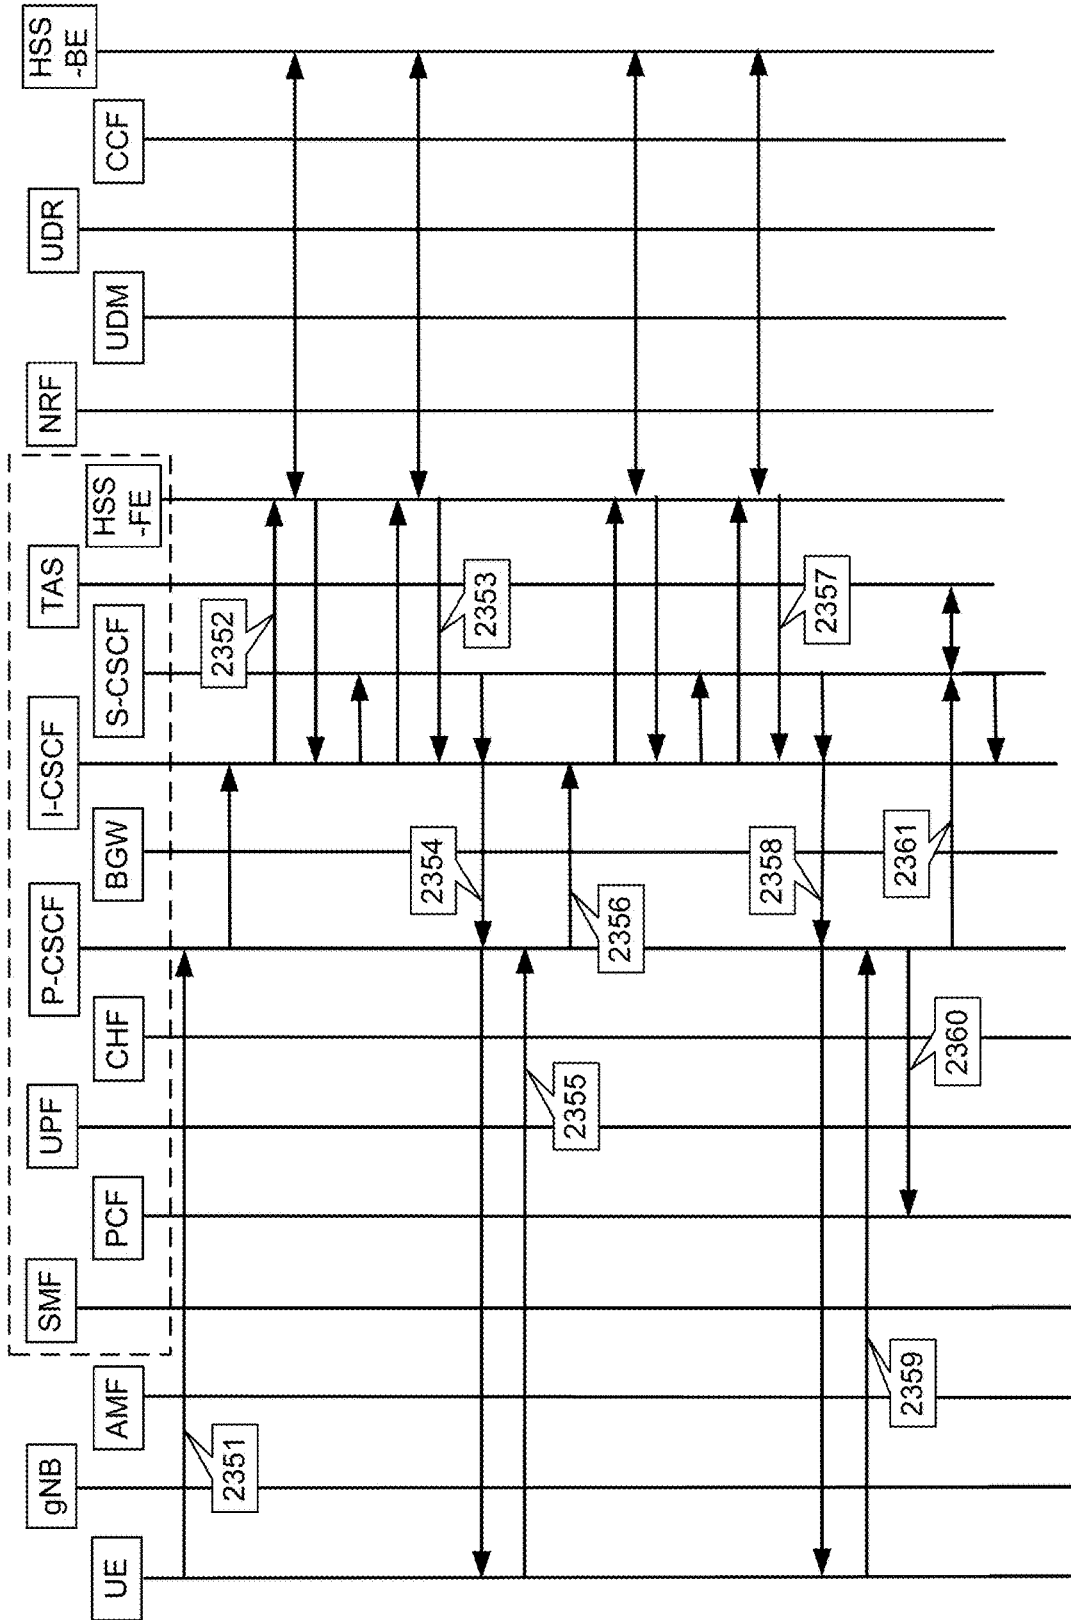 UE
gNB
AMF
SMF
PCF
UPF
CHF
P-CSCF
BGW
I-CSCF
S-CSCF
TAS
HSS
-FE
NRF
UDM
UDR
CCF
HSS
-BE
2351
2352
2353
2354
2355
2356
2357
2358
2359
2360
2361